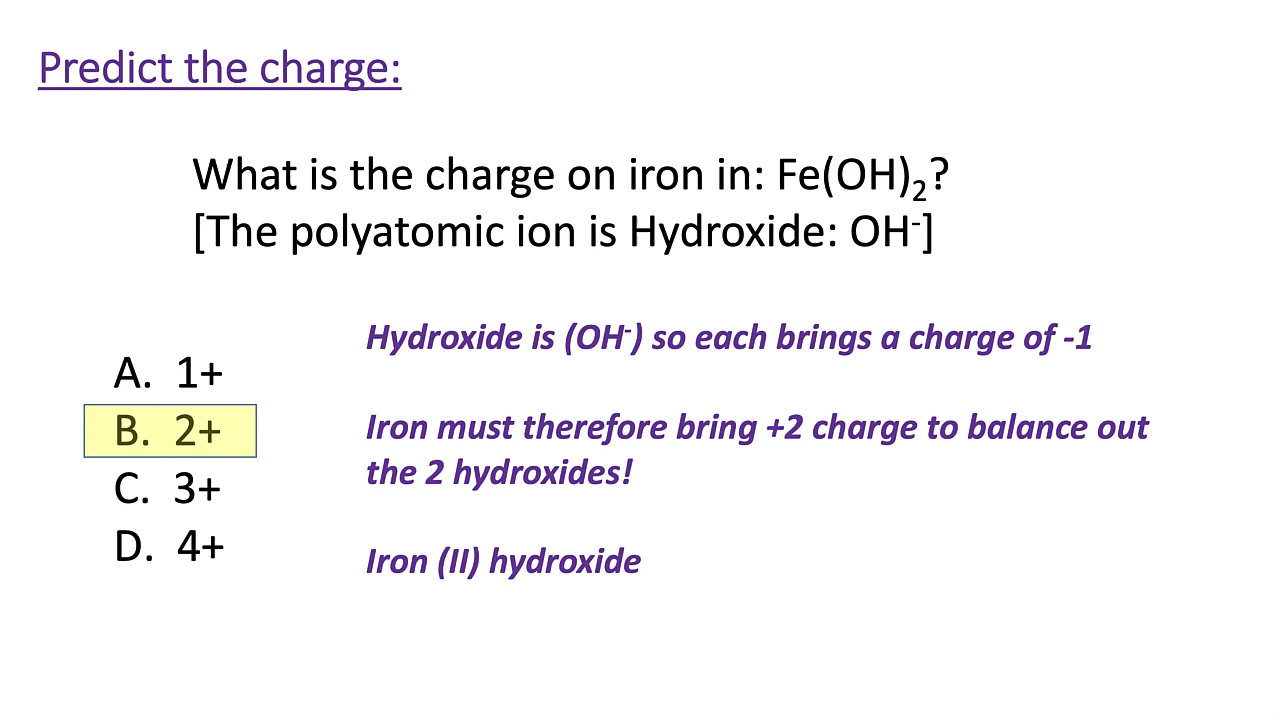 Predict the charge:
What is the charge on iron in: Fe(OH)₂?
[The polyatomic ion is Hydroxide: OH⁻]
Hydroxide is (OH⁻) so each brings a charge of -1
A. 1+
B. 2+
Iron must therefore bring +2 charge to balance out
the 2 hydroxides!
C. 3+
D. 4+
Iron (II) hydroxide